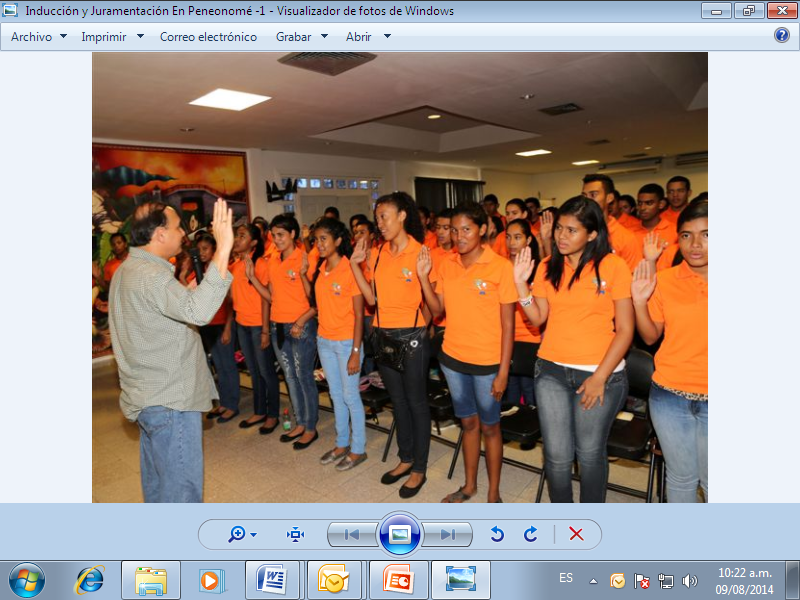 Inducción y Juramentación En Peneonomé -1 - Visualizador de fotos de Windows
Archivo Imprimir Correo electrónico Grabar Abrir
ES
10:22 a.m.
09/08/2014